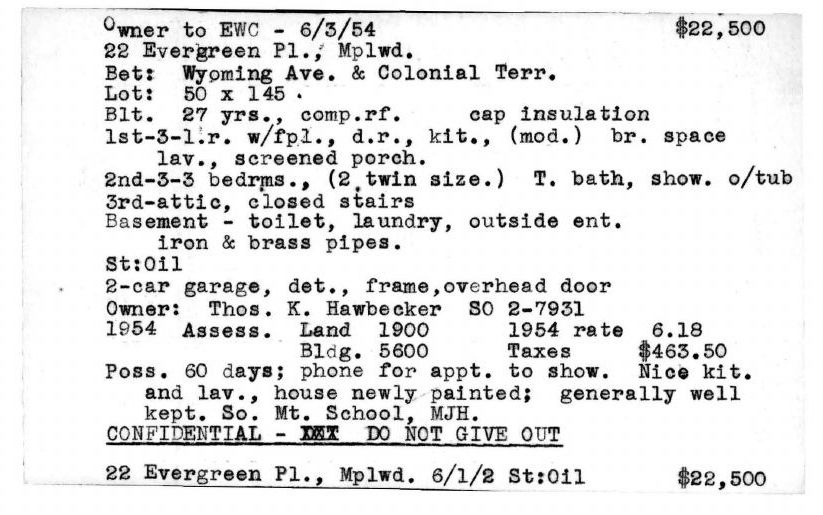 Owner to EWC - 6/3/54 $22,500
22 Evergreen Pl., Mplwd.
Bet: Wyoming Ave. & Colonial Terr.
Lot: 50 x 145.
Blt. 27 yrs., comp.rf. cap insulation
1st-3-l.r. w/fpl., d.r., kit., (mod.) br. space
lav., screened porch.
2nd-3-3 bedrms., (2 twin size.) T. bath, show. o/tub
3rd-attic, closed stairs
Basement - toilet, laundry, outside ent.
iron & brass pipes.
St:Oil
2-car garage, det., frame,overhead door
Owner: Thos. K. Hawbecker SO 2-7931
1954 Assess. Land 1900 1954 rate 6.18
Bldg. 5600 Taxes $463.50
Poss. 60 days; phone for appt. to show. Nice kit.
and lav., house newly painted; generally well
kept. So. Mt. School, MJH.
CONFIDENTIAL - DO NOT GIVE OUT
22 Evergreen Pl., Mplwd. 6/1/2 St:Oil $22,500